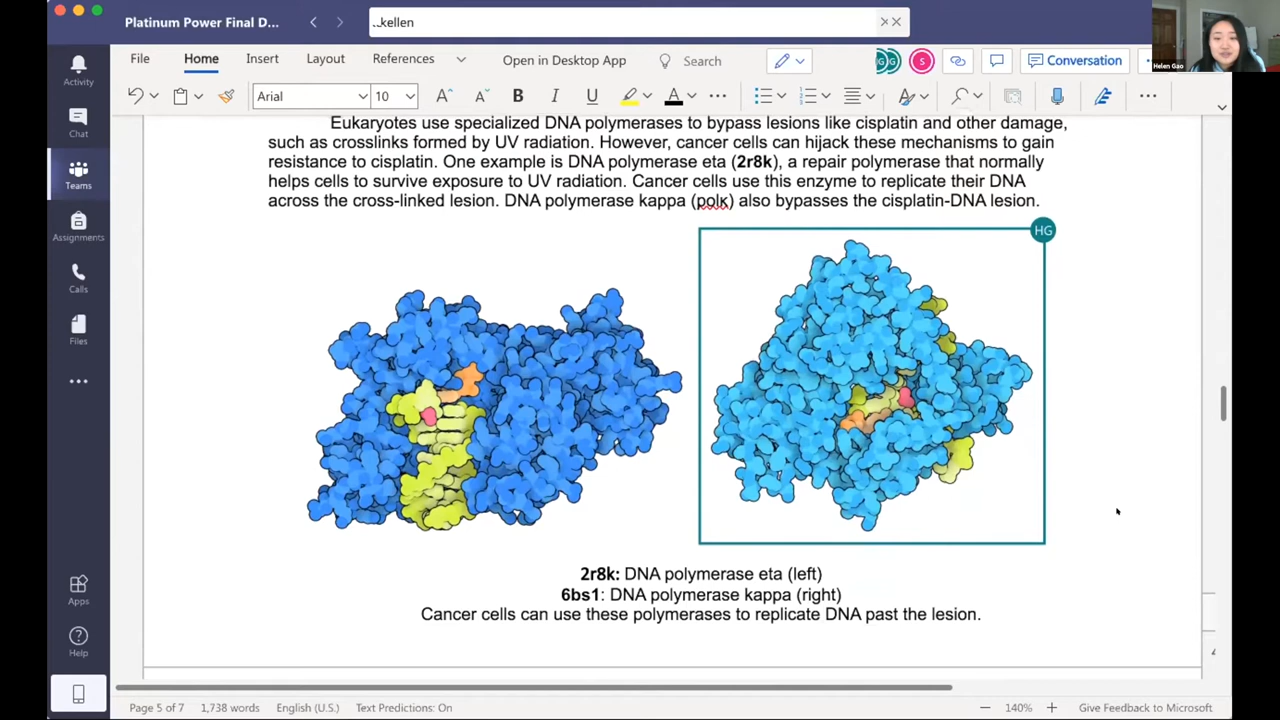 Platinum Power Final D...
..kellen
Helen Gao
File
Home
Insert
Layout
References
Open in Desktop App
Search
HG
S
Conversation
Arial
10
B
I
U
A
Activity
Chat
Teams
Assignments
Calls
Files
Apps
Help
Eukaryotes use specialized DNA polymerases to bypass lesions like cisplatin and other damage,
such as crosslinks formed by UV radiation. However, cancer cells can hijack these mechanisms to gain
resistance to cisplatin. One example is DNA polymerase eta (2r8k), a repair polymerase that normally
helps cells to survive exposure to UV radiation. Cancer cells use this enzyme to replicate their DNA
across the cross-linked lesion. DNA polymerase kappa (polκ) also bypasses the cisplatin-DNA lesion.
HG
2r8k: DNA polymerase eta (left)
6bs1: DNA polymerase kappa (right)
Cancer cells can use these polymerases to replicate DNA past the lesion.
Page 5 of 7
1,738 words
English (U.S.)
Text Predictions: On
140%
Give Feedback to Microsoft